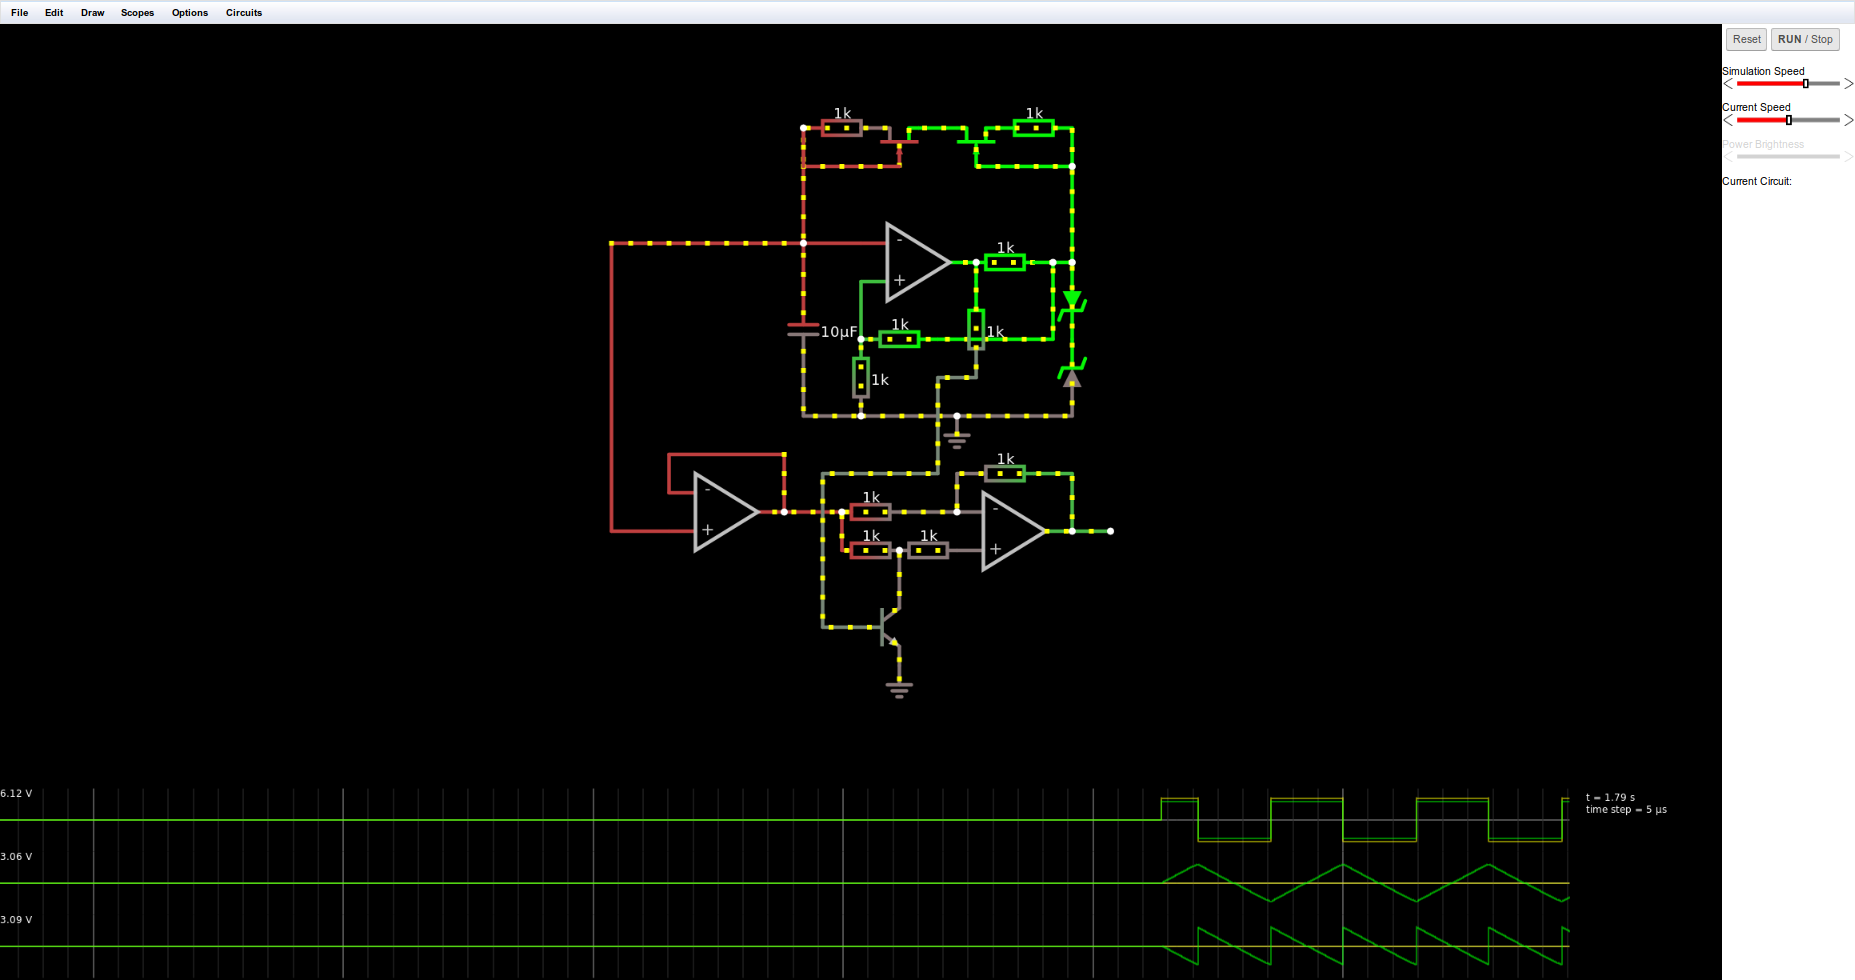 File Edit Draw Scopes Options Circuits
Reset RUN / Stop
Simulation Speed
Current Speed
Power Brightness
Current Circuit:
1k 1k
-
1k
+
1k
10µF
1k
1k
1k
-
1k
-
+
1k 1k
+
6.12 V
t = 1.79 s
time step = 5 µs
3.06 V
3.09 V